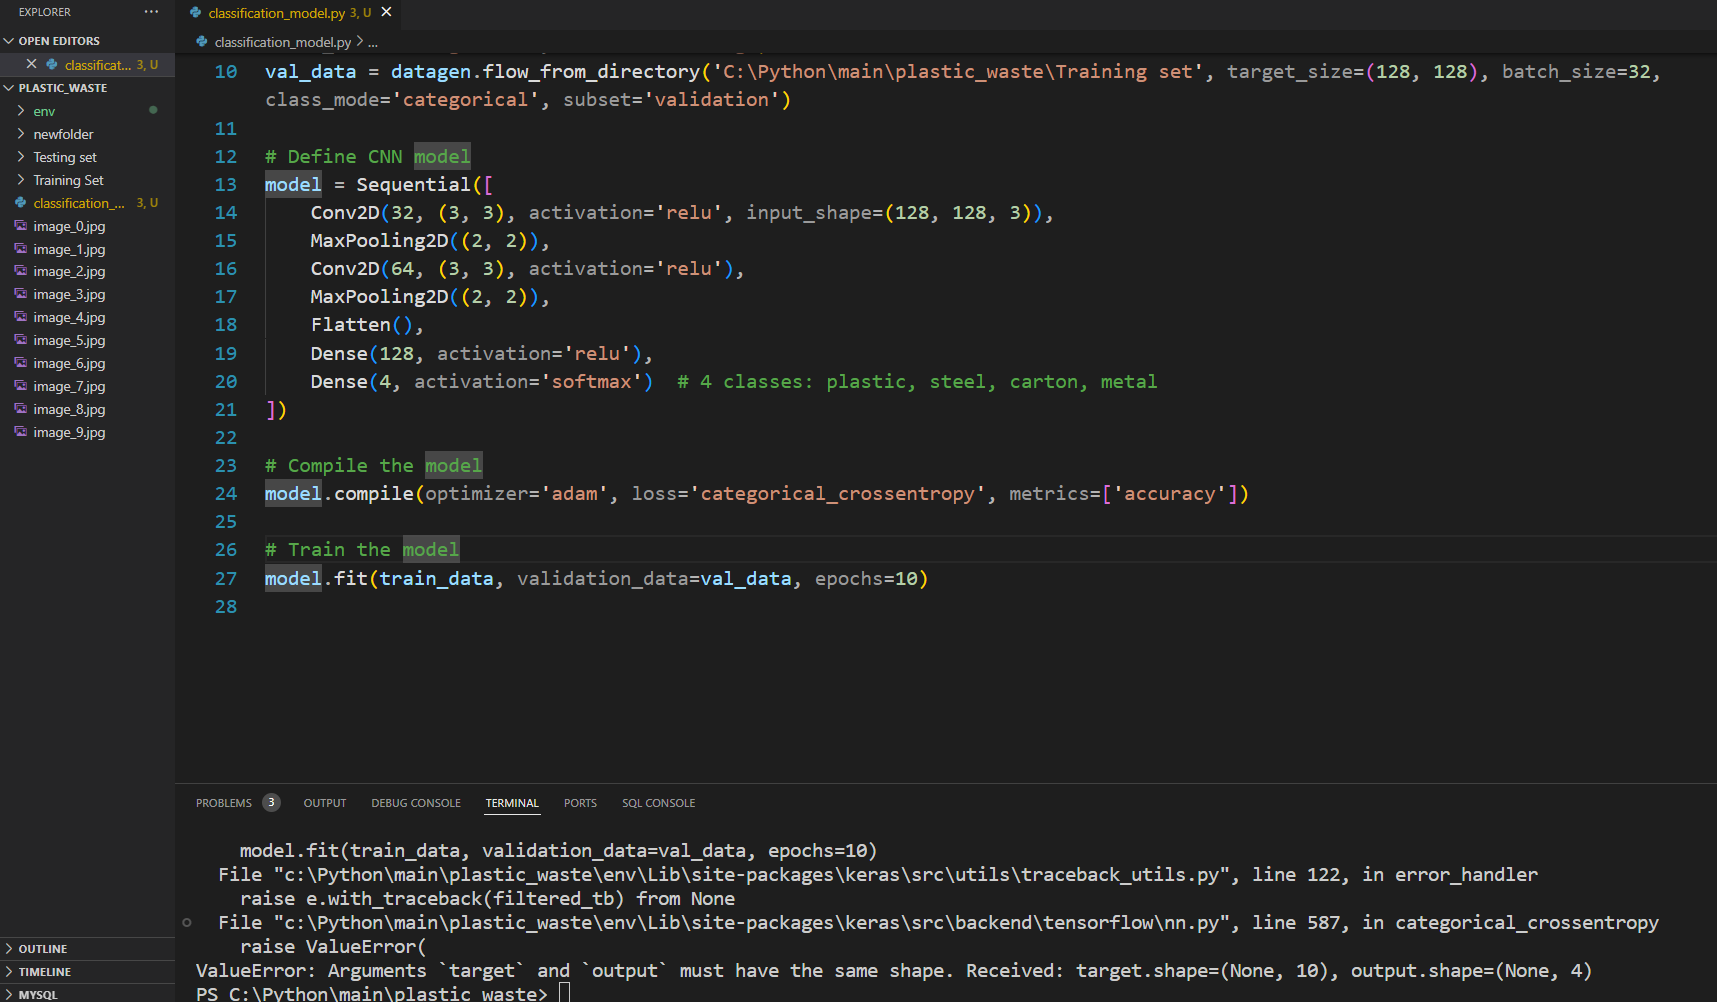 EXPLORER
OPEN EDITORS
classificat... 3, U
PLASTIC_WASTE
env
newfolder
Testing set
Training Set
classification_... 3, U
image_0.jpg
image_1.jpg
image_2.jpg
image_3.jpg
image_4.jpg
image_5.jpg
image_6.jpg
image_7.jpg
image_8.jpg
image_9.jpg
OUTLINE
TIMELINE
MYSQL
classification_model.py 3, U
classification_model.py > ...
10 val_data = datagen.flow_from_directory('C:\Python\main\plastic_waste\Training set', target_size=(128, 128), batch_size=32,
class_mode='categorical', subset='validation')
11
12 # Define CNN model
13 model = Sequential([
14 Conv2D(32, (3, 3), activation='relu', input_shape=(128, 128, 3)),
15 MaxPooling2D((2, 2)),
16 Conv2D(64, (3, 3), activation='relu'),
17 MaxPooling2D((2, 2)),
18 Flatten(),
19 Dense(128, activation='relu'),
20 Dense(4, activation='softmax')  # 4 classes: plastic, steel, carton, metal
21 ])
22
23 # Compile the model
24 model.compile(optimizer='adam', loss='categorical_crossentropy', metrics=['accuracy'])
25
26 # Train the model
27 model.fit(train_data, validation_data=val_data, epochs=10)
28
PROBLEMS 3 OUTPUT DEBUG CONSOLE TERMINAL PORTS SQL CONSOLE
model.fit(train_data, validation_data=val_data, epochs=10)
File "c:\Python\main\plastic_waste\env\Lib\site-packages\keras\src\utils\traceback_utils.py", line 122, in error_handler
raise e.with_traceback(filtered_tb) from None
File "c:\Python\main\plastic_waste\env\Lib\site-packages\keras\src\backend\tensorflow\nn.py", line 587, in categorical_crossentropy
raise ValueError(
ValueError: Arguments `target` and `output` must have the same shape. Received: target.shape=(None, 10), output.shape=(None, 4)
PS C:\Python\main\plastic_waste>